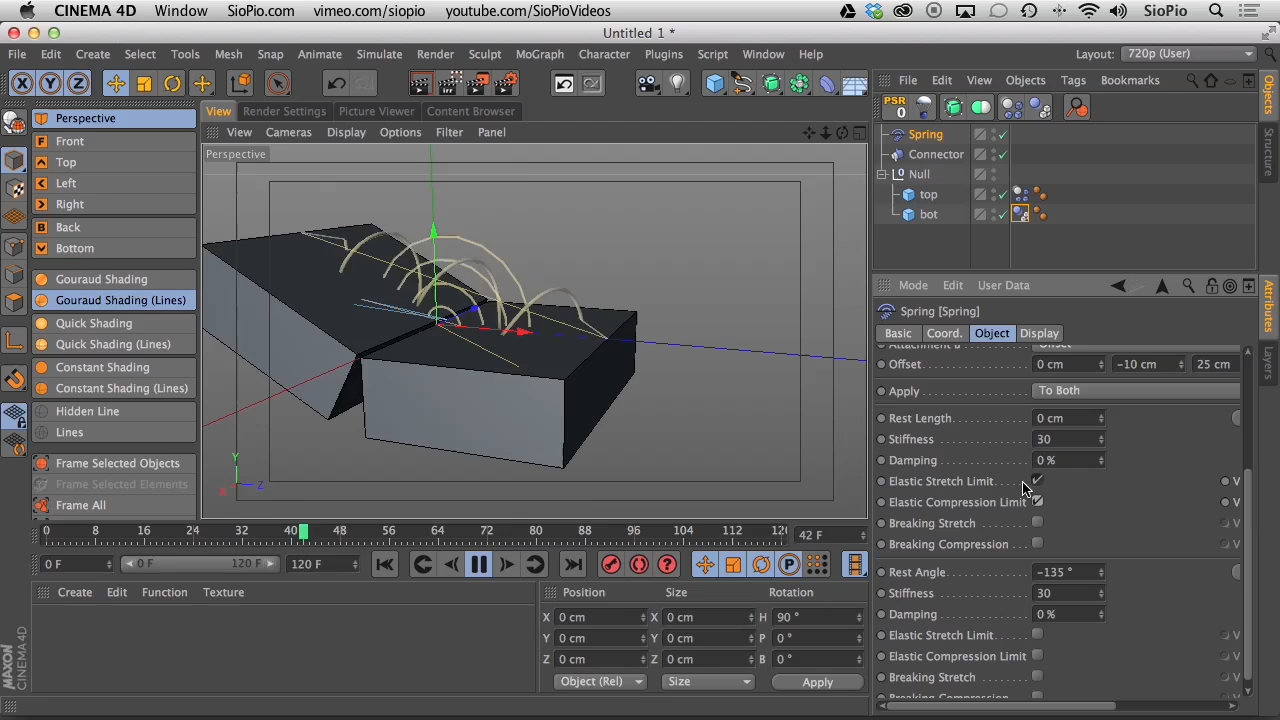 CINEMA 4D Window SioPio.com vimeo.com/siopio youtube.com/SioPioVideos SioPio
Untitled 1 *
File Edit Create Select Tools Mesh Snap Animate Simulate Render Sculpt MoGraph Character Plugins Script Window Help Layout: 720p (User)
X Y Z
File Edit View Objects Tags Bookmarks
PSR
0
View Render Settings Picture Viewer Content Browser
View Cameras Display Options Filter Panel
Perspective
Perspective
Front
Top
Left
Right
Back
Bottom
Gouraud Shading
Gouraud Shading (Lines)
Quick Shading
Quick Shading (Lines)
Constant Shading
Constant Shading (Lines)
Hidden Line
Lines
Frame Selected Objects
Frame Selected Elements
Frame All
Y
Z
X
Spring
Connector
Null
top
bot
Objects
Structure
Attributes
Layers
Mode Edit User Data
Spring [Spring]
Basic Coord. Object Display
Attachment B Offset
Offset 0 cm -10 cm 25 cm
Apply To Both
Rest Length 0 cm
Stiffness 30
Damping 0 %
Elastic Stretch Limit V
Elastic Compression Limit V
Breaking Stretch V
Breaking Compression V
Rest Angle -135 °
Stiffness 30
Damping 0 %
Elastic Stretch Limit V
Elastic Compression Limit V
Breaking Stretch V
Breaking Compression
0 8 16 24 32 40 48 56 64 72 80 88 96 104 112 42 F
0 F 0 F 120 F 120 F
Create Edit Function Texture
Position Size Rotation
X 0 cm X 0 cm H 90 °
Y 0 cm Y 0 cm P 0 °
Z 0 cm Z 0 cm B 0 °
Object (Rel) Size Apply
MAXON
CINEMA 4D